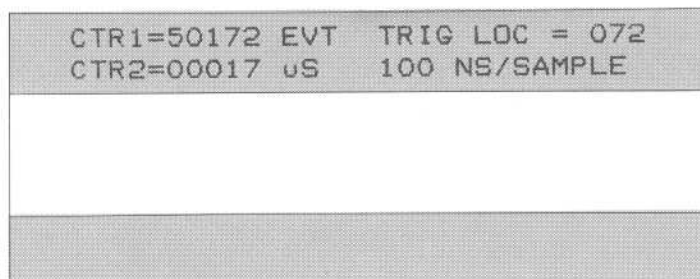 CTR1=50172 EVT TRIG LOC = 072
CTR2=00017 uS 100 NS/SAMPLE